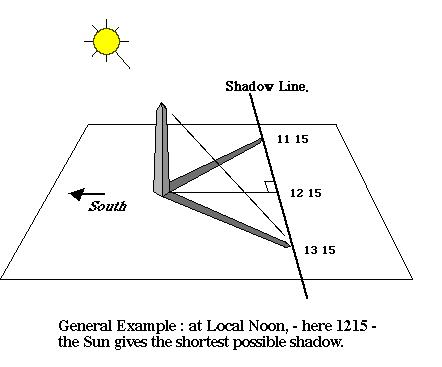 Shadow Line.
11 15
12 15
South
13 15
General Example : at Local Noon, - here 1215 -
the Sun gives the shortest possible shadow.